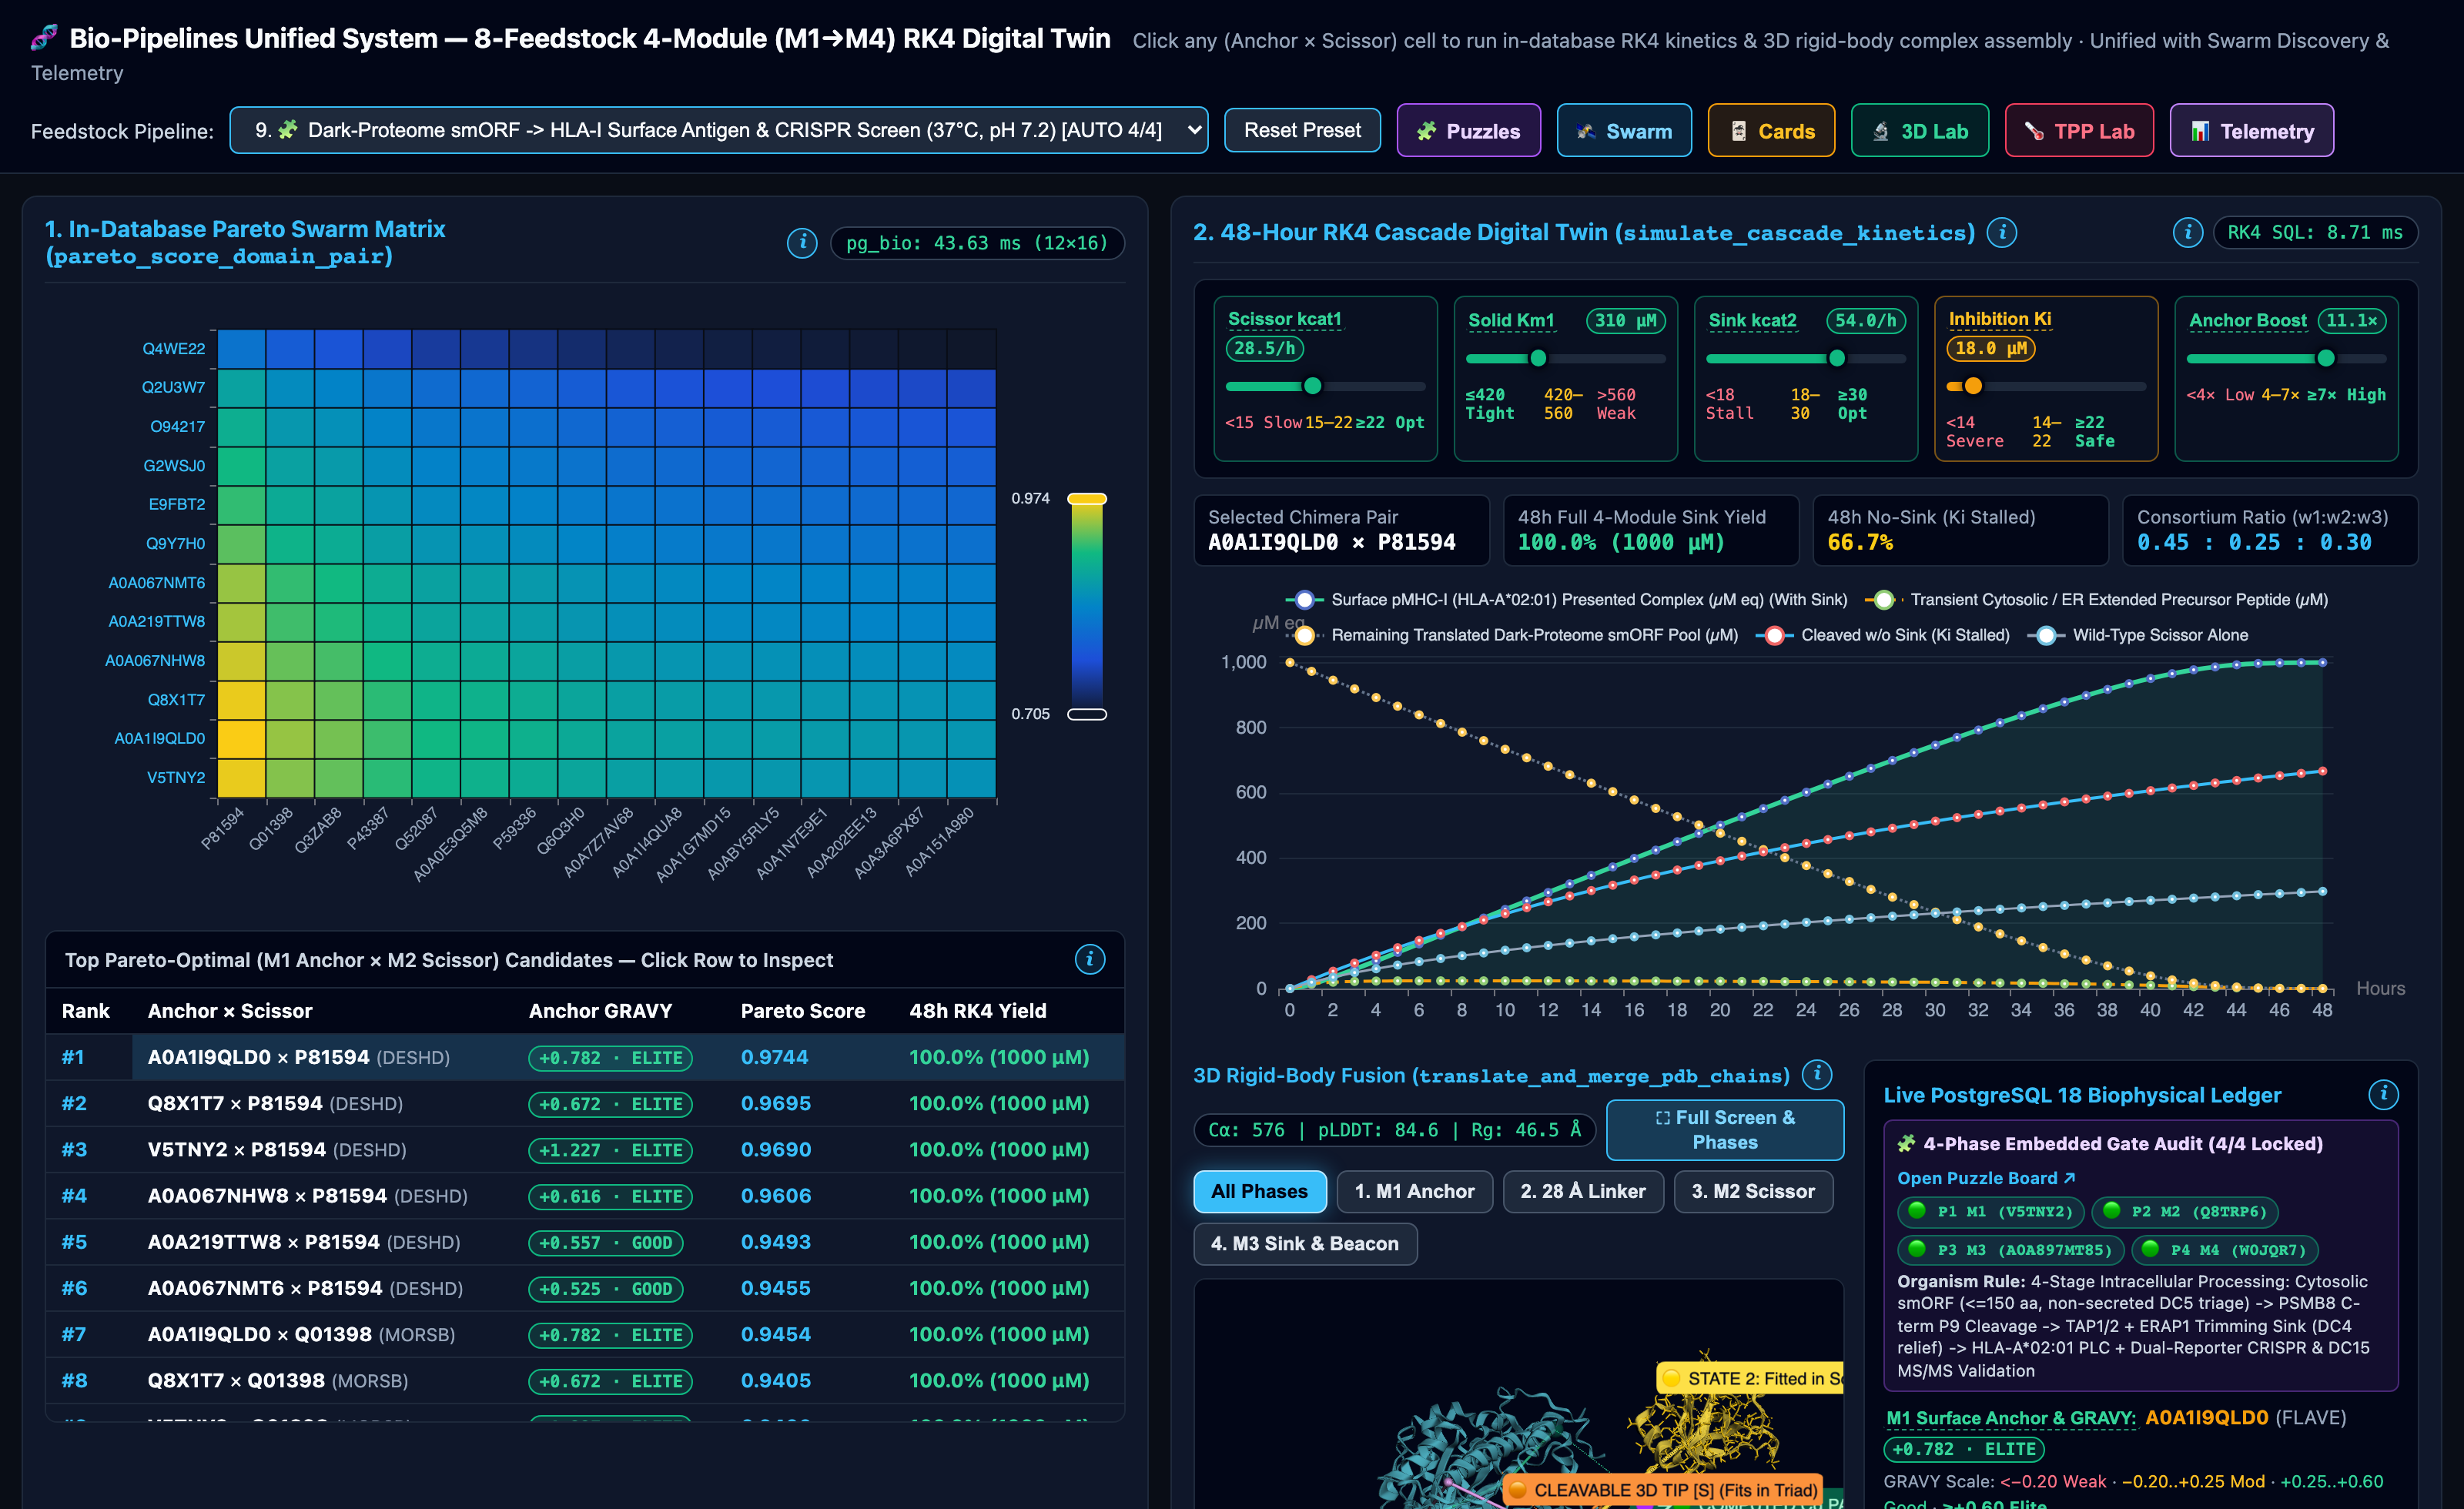 🧬 Bio-Pipelines Unified System — 8-Feedstock 4-Module (M1→M4) RK4 Digital Twin Click any (Anchor × Scissor) cell to run in-database RK4 kinetics & 3D rigid-body complex assembly · Unified with Swarm Discovery &
Telemetry
Feedstock Pipeline: 9. 🧩 Dark-Proteome smORF -> HLA-I Surface Antigen & CRISPR Screen (37°C, pH 7.2) [AUTO 4/4] Reset Preset 🧩 Puzzles Swarm Cards 🔬 3D Lab TPP Lab 📊 Telemetry
1. In-Database Pareto Swarm Matrix
(pareto_score_domain_pair)
i pg_bio: 43.63 ms (12×16)
Q4WE22
Q2U3W7
O94217
G2WSJ0
E9FBT2
Q9Y7H0
A0A067NMT6
A0A219TTW8
A0A067NHW8
Q8X1T7
A0A1I9QLD0
V5TNY2
P81594
Q01398
Q3ZAB8
P43387
Q52087
A0A0E3Q5M8
P59336
Q6Q3H0
A0A7Z7AV68
A0A1I4QUA8
A0A1G7MD15
A0ABY5RLY5
A0A1N7E9E1
A0A202EE13
A0A3A6PX87
A0A151A980
0.974
0.705
Top Pareto-Optimal (M1 Anchor × M2 Scissor) Candidates — Click Row to Inspect i
Rank Anchor × Scissor Anchor GRAVY Pareto Score 48h RK4 Yield
#1 A0A1I9QLD0 × P81594 (DESHD) +0.782 · ELITE 0.9744 100.0% (1000 µM)
#2 Q8X1T7 × P81594 (DESHD) +0.672 · ELITE 0.9695 100.0% (1000 µM)
#3 V5TNY2 × P81594 (DESHD) +1.227 · ELITE 0.9690 100.0% (1000 µM)
#4 A0A067NHW8 × P81594 (DESHD) +0.616 · ELITE 0.9606 100.0% (1000 µM)
#5 A0A219TTW8 × P81594 (DESHD) +0.557 · GOOD 0.9493 100.0% (1000 µM)
#6 A0A067NMT6 × P81594 (DESHD) +0.525 · GOOD 0.9455 100.0% (1000 µM)
#7 A0A1I9QLD0 × Q01398 (MORSB) +0.782 · ELITE 0.9454 100.0% (1000 µM)
#8 Q8X1T7 × Q01398 (MORSB) +0.672 · ELITE 0.9405 100.0% (1000 µM)
2. 48-Hour RK4 Cascade Digital Twin (simulate_cascade_kinetics) i i RK4 SQL: 8.71 ms
Scissor kcat1
28.5/h
<15 Slow 15–22 ≥22 Opt
Solid Km1 310 µM
≤420 Tight 420–560 >560 Weak
Sink kcat2 54.0/h
<18 Stall 18–30 ≥30 Opt
Inhibition Ki
18.0 µM
<14 Severe 14–22 ≥22 Safe
Anchor Boost 11.1×
<4× Low 4–7× ≥7× High
Selected Chimera Pair
A0A1I9QLD0 × P81594
48h Full 4-Module Sink Yield
100.0% (1000 µM)
48h No-Sink (Ki Stalled)
66.7%
Consortium Ratio (w1:w2:w3)
0.45 : 0.25 : 0.30
Surface pMHC-I (HLA-A*02:01) Presented Complex (µM eq) (With Sink) Transient Cytosolic / ER Extended Precursor Peptide (µM)
µM eq
Remaining Translated Dark-Proteome smORF Pool (µM) Cleaved w/o Sink (Ki Stalled) Wild-Type Scissor Alone
1,000
800
600
400
200
0
0 2 4 6 8 10 12 14 16 18 20 22 24 26 28 30 32 34 36 38 40 42 44 46 48
Hours
3D Rigid-Body Fusion (translate_and_merge_pdb_chains) i
Cα: 576 | pLDDT: 84.6 | Rg: 46.5 Å
⛶ Full Screen &
Phases
All Phases 1. M1 Anchor 2. 28 Å Linker 3. M2 Scissor
4. M3 Sink & Beacon
STATE 2: Fitted in
CLEAVABLE 3D TIP [S] (Fits in Triad)
Live PostgreSQL 18 Biophysical Ledger i
🧩 4-Phase Embedded Gate Audit (4/4 Locked)
Open Puzzle Board ↗
P1 M1 (V5TNY2) P2 M2 (Q8TRP6)
P3 M3 (A0A897MT85) P4 M4 (W0JQR7)
Organism Rule: 4-Stage Intracellular Processing: Cytosolic
smORF (<=150 aa, non-secreted DC5 triage) -> PSMB8 C-
term P9 Cleavage -> TAP1/2 + ERAP1 Trimming Sink (DC4
relief) -> HLA-A*02:01 PLC + Dual-Reporter CRISPR & DC15
MS/MS Validation
M1 Surface Anchor & GRAVY: A0A1I9QLD0 (FLAVE)
+0.782 · ELITE
GRAVY Scale: <−0.20 Weak · −0.20..+0.25 Mod · +0.25..+0.60
Good · ≥+0.60 Elite